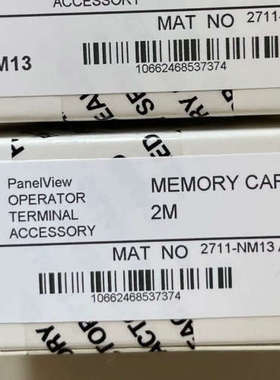 ACCESSORY
MAT NO 2711-
M13
10662468537374
PanelView
OPERATOR
TERMINAL
ACCESSORY
MEMORY CAR
2M
MAT NO 2711-NM13
10662468537374